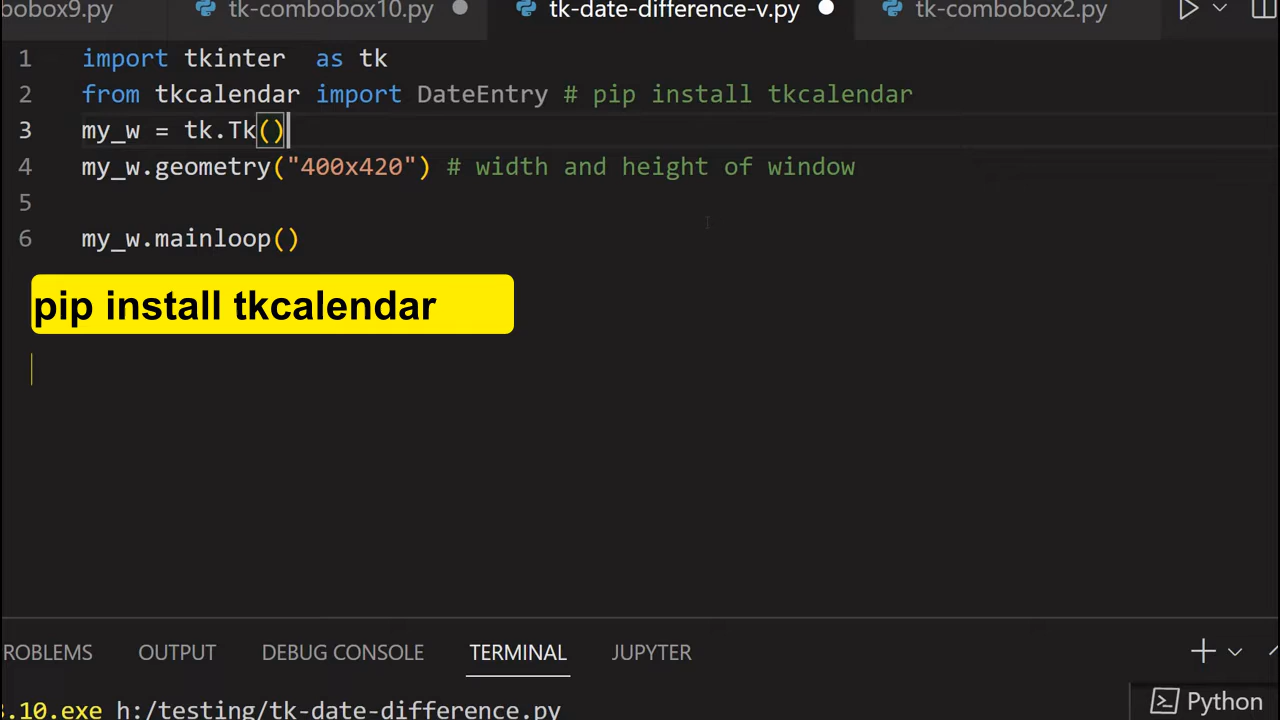 obox9.py tk-combobox10.py tk-date-difference-v.py tk-combobox2.py
1 import tkinter  as tk
2 from tkcalendar import DateEntry # pip install tkcalendar
3 my_w = tk.Tk()
4 my_w.geometry("400x420") # width and height of window
5
6 my_w.mainloop()
pip install tkcalendar
ROBLEMS OUTPUT DEBUG CONSOLE TERMINAL JUPYTER
3.10.exe h:/testing/tk-date-difference.py
Python